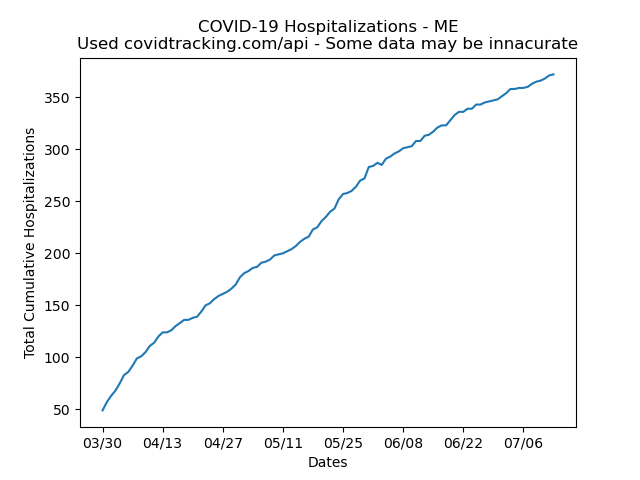 COVID-19 Hospitalizations - ME
Used covidtracking.com/api - Some data may be innacurate
Total Cumulative Hospitalizations
350
300
250
200
150
100
50
03/30 04/13 04/27 05/11 05/25 06/08 06/22 07/06
Dates